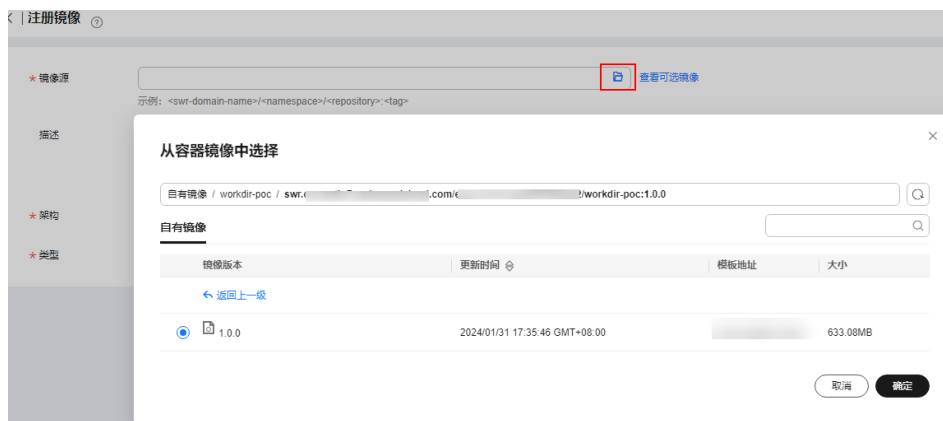 注册镜像
* 镜像源
查看可选镜像
示例：<swr-domain-name>/<namespace>/<repository>:<tag>
描述
* 架构
* 类型
从容器镜像中选择
自有镜像 / workdir-poc / swr. .com/ 2/workdir-poc:1.0.0
自有镜像
镜像版本 更新时间 模板地址 大小
返回上一级
1.0.0 2024/01/31 17:35:46 GMT+08:00 633.08MB
取消 确定